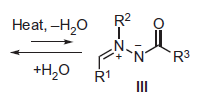 Heat, –H₂O
+H₂O
R²
O
N
+
N
–
R¹
R³
III